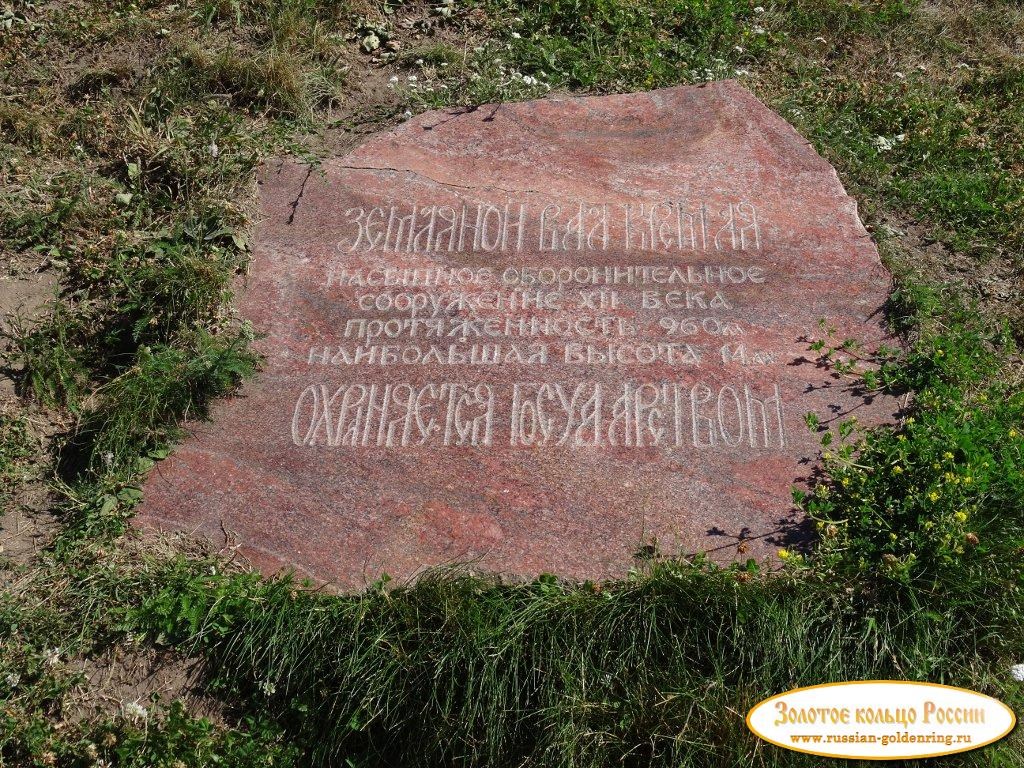 ЗЕМЛЯНОЙ ВАЛ КРЕМЛЯ
НАСЫПНОЕ ОБОРОНИТЕЛЬНОЕ
СООРУЖЕНИЕ XII ВЕКА
ПРОТЯЖЕННОСТЬ 960м
НАИБОЛЬШАЯ ВЫСОТА 14м
ОХРАНЯЕТСЯ ГОСУДАРСТВОМ
Золотое кольцо России
www.russian-goldenring.ru